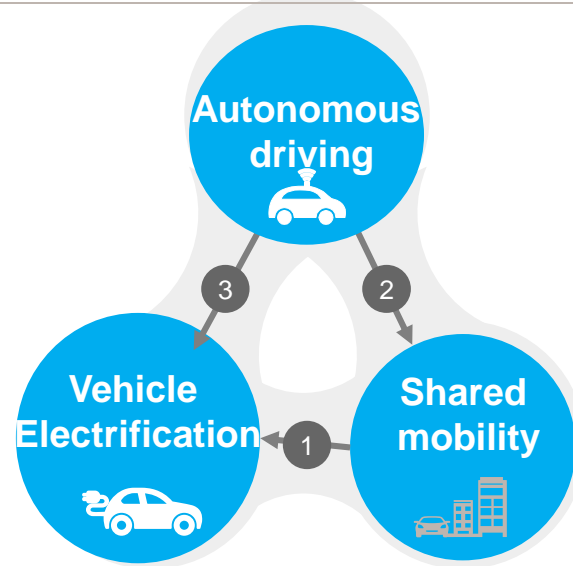 Autonomous
driving
3
2
Vehicle
Electrification
Shared
mobility
1